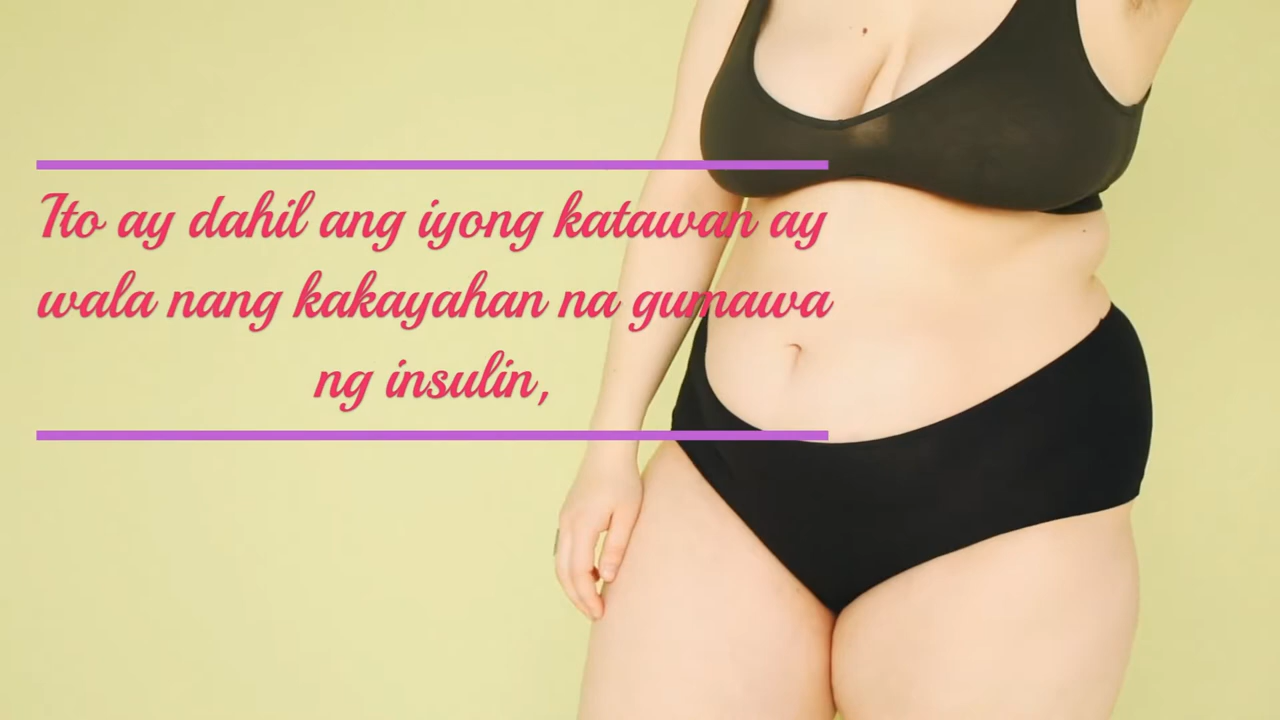 Ito ay dahil ang iyong katawan ay
wala nang kakayahan na gumawa
ng insulin,